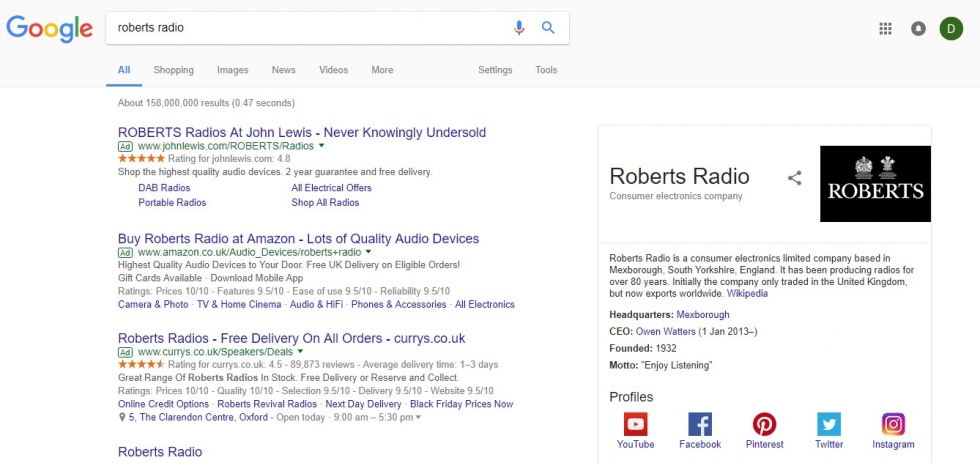 Google
roberts radio
D
All Shopping Images News Videos More Settings Tools
About 158,000,000 results (0.47 seconds)
ROBERTS Radios At John Lewis - Never Knowingly Undersold
Ad www.johnlewis.com/ROBERTS/Radios
Rating for johnlewis.com: 4.8
Shop the highest quality audio devices. 2 year guarantee and free delivery.
DAB Radios All Electrical Offers
Portable Radios Shop All Radios
Buy Roberts Radio at Amazon - Lots of Quality Audio Devices
Ad www.amazon.co.uk/Audio_Devices/roberts+radio
Highest Quality Audio Devices to Your Door. Free UK Delivery on Eligible Orders!
Gift Cards Available · Download Mobile App
Ratings: Prices 10/10 - Features 9.5/10 - Ease of use 9.5/10 - Reliability 9.5/10
Camera & Photo · TV & Home Cinema · Audio & HiFi · Phones & Accessories · All Electronics
Roberts Radios - Free Delivery On All Orders - currys.co.uk
Ad www.currys.co.uk/Speakers/Deals
Rating for currys.co.uk: 4.5 - 89,873 reviews - Average delivery time: 1–3 days
Great Range Of Roberts Radios In Stock. Free Delivery or Reserve and Collect.
Ratings: Prices 10/10 - Quality 10/10 - Selection 9.5/10 - Delivery 9.5/10 - Website 9.5/10
Online Credit Options · Roberts Revival Radios · Next Day Delivery · Black Friday Prices Now
5, The Clarendon Centre, Oxford - Open today · 9:00 am – 5:30 pm
Roberts Radio
Roberts Radio
Consumer electronics company
ROBERTS
Roberts Radio is a consumer electronics limited company based in
Mexborough, South Yorkshire, England. It has been producing radios for
over 80 years. Initially the company only traded in the United Kingdom,
but now exports worldwide. Wikipedia
Headquarters: Mexborough
CEO: Owen Watters (1 Jan 2013–)
Founded: 1932
Motto: "Enjoy Listening"
Profiles
YouTube Facebook Pinterest Twitter Instagram